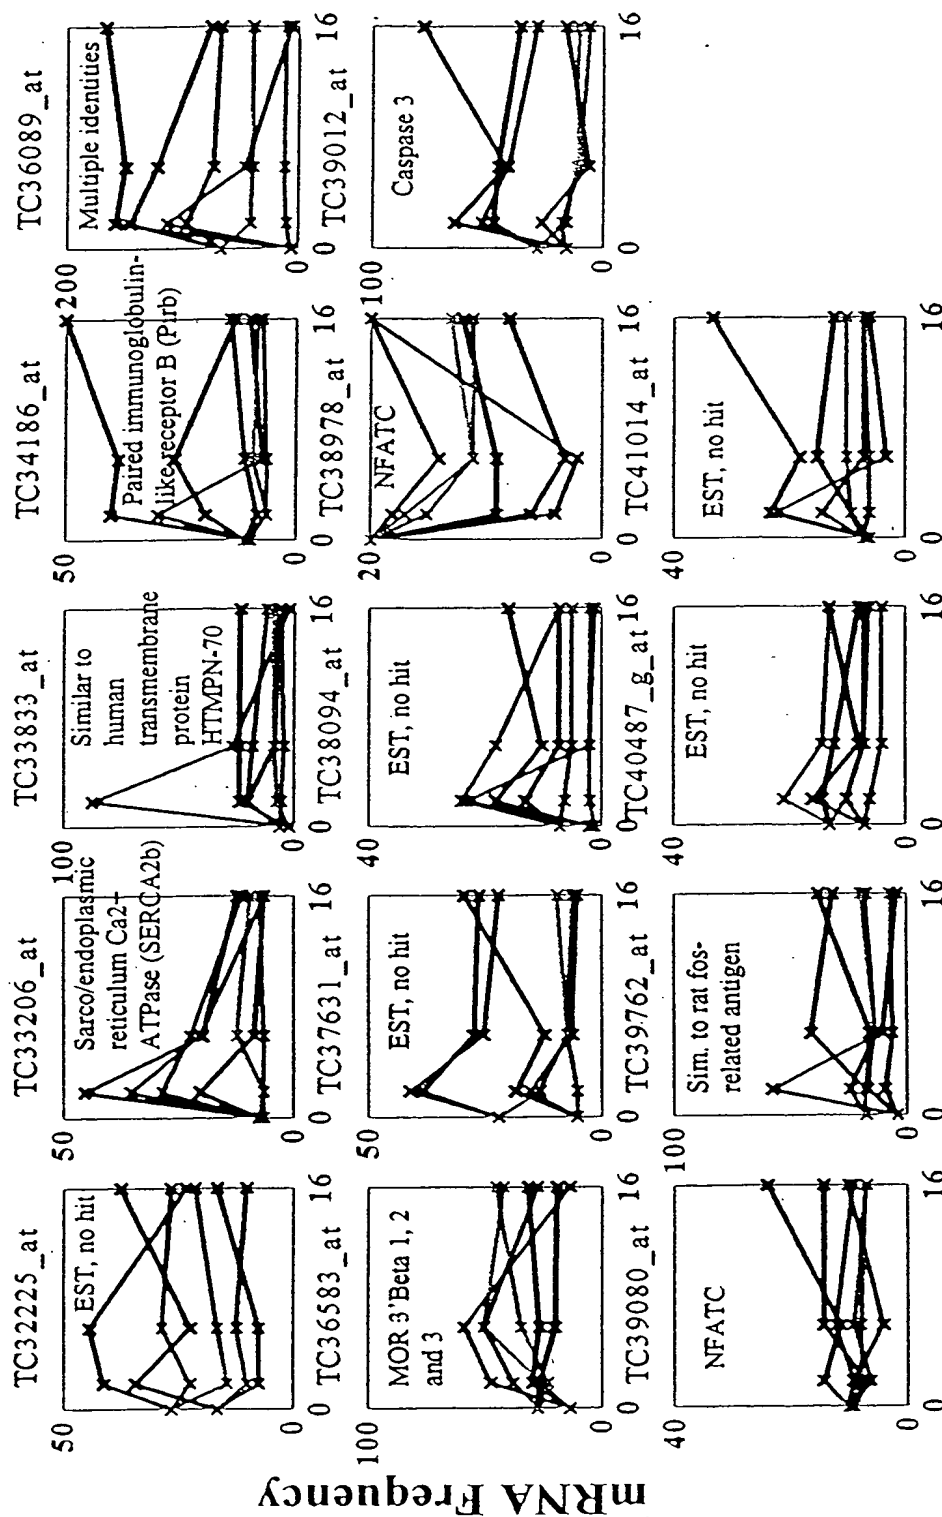 mRNA Frequency
TC32225_at
50
EST, no hit
0
0 16
TC33206_at
50
Sarco/endoplasmic
reticulum Ca2+
ATPase (SERCA2b)
0
0 16
TC33833_at
100
Similar to
human
transmembrane
protein
HTMPN-70
0
0 16
TC34186_at
50
Paired immunoglobulin-
like receptor B (Pirb)
0
0 16
TC36089_at
200
Multiple identities
0
0 16
TC36583_at
100
MOR 3'Beta 1, 2
and 3
0
0 16
TC37631_at
50
EST, no hit
0
0 16
TC38094_at
40
EST, no hit
0
0 16
TC38978_at
20
NFATC
0
0 16
TC39012_at
100
Caspase 3
0
0 16
TC39080_at
40
NFATC
0
0 16
TC39762_at
100
Sim. to rat fos-
related antigen
0
0 16
TC40487_g_at
40
EST, no hit
0
0 16
TC41014_at
40
EST, no hit
0
0 16